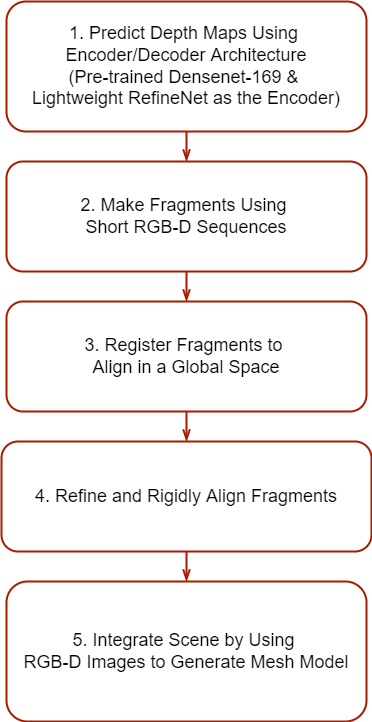 1. Predict Depth Maps Using
Encoder/Decoder Architecture
(Pre-trained Densenet-169 &
Lightweight RefineNet as the Encoder)
2. Make Fragments Using
Short RGB-D Sequences
3. Register Fragments to
Align in a Global Space
4. Refine and Rigidly Align Fragments
5. Integrate Scene by Using
RGB-D Images to Generate Mesh Model